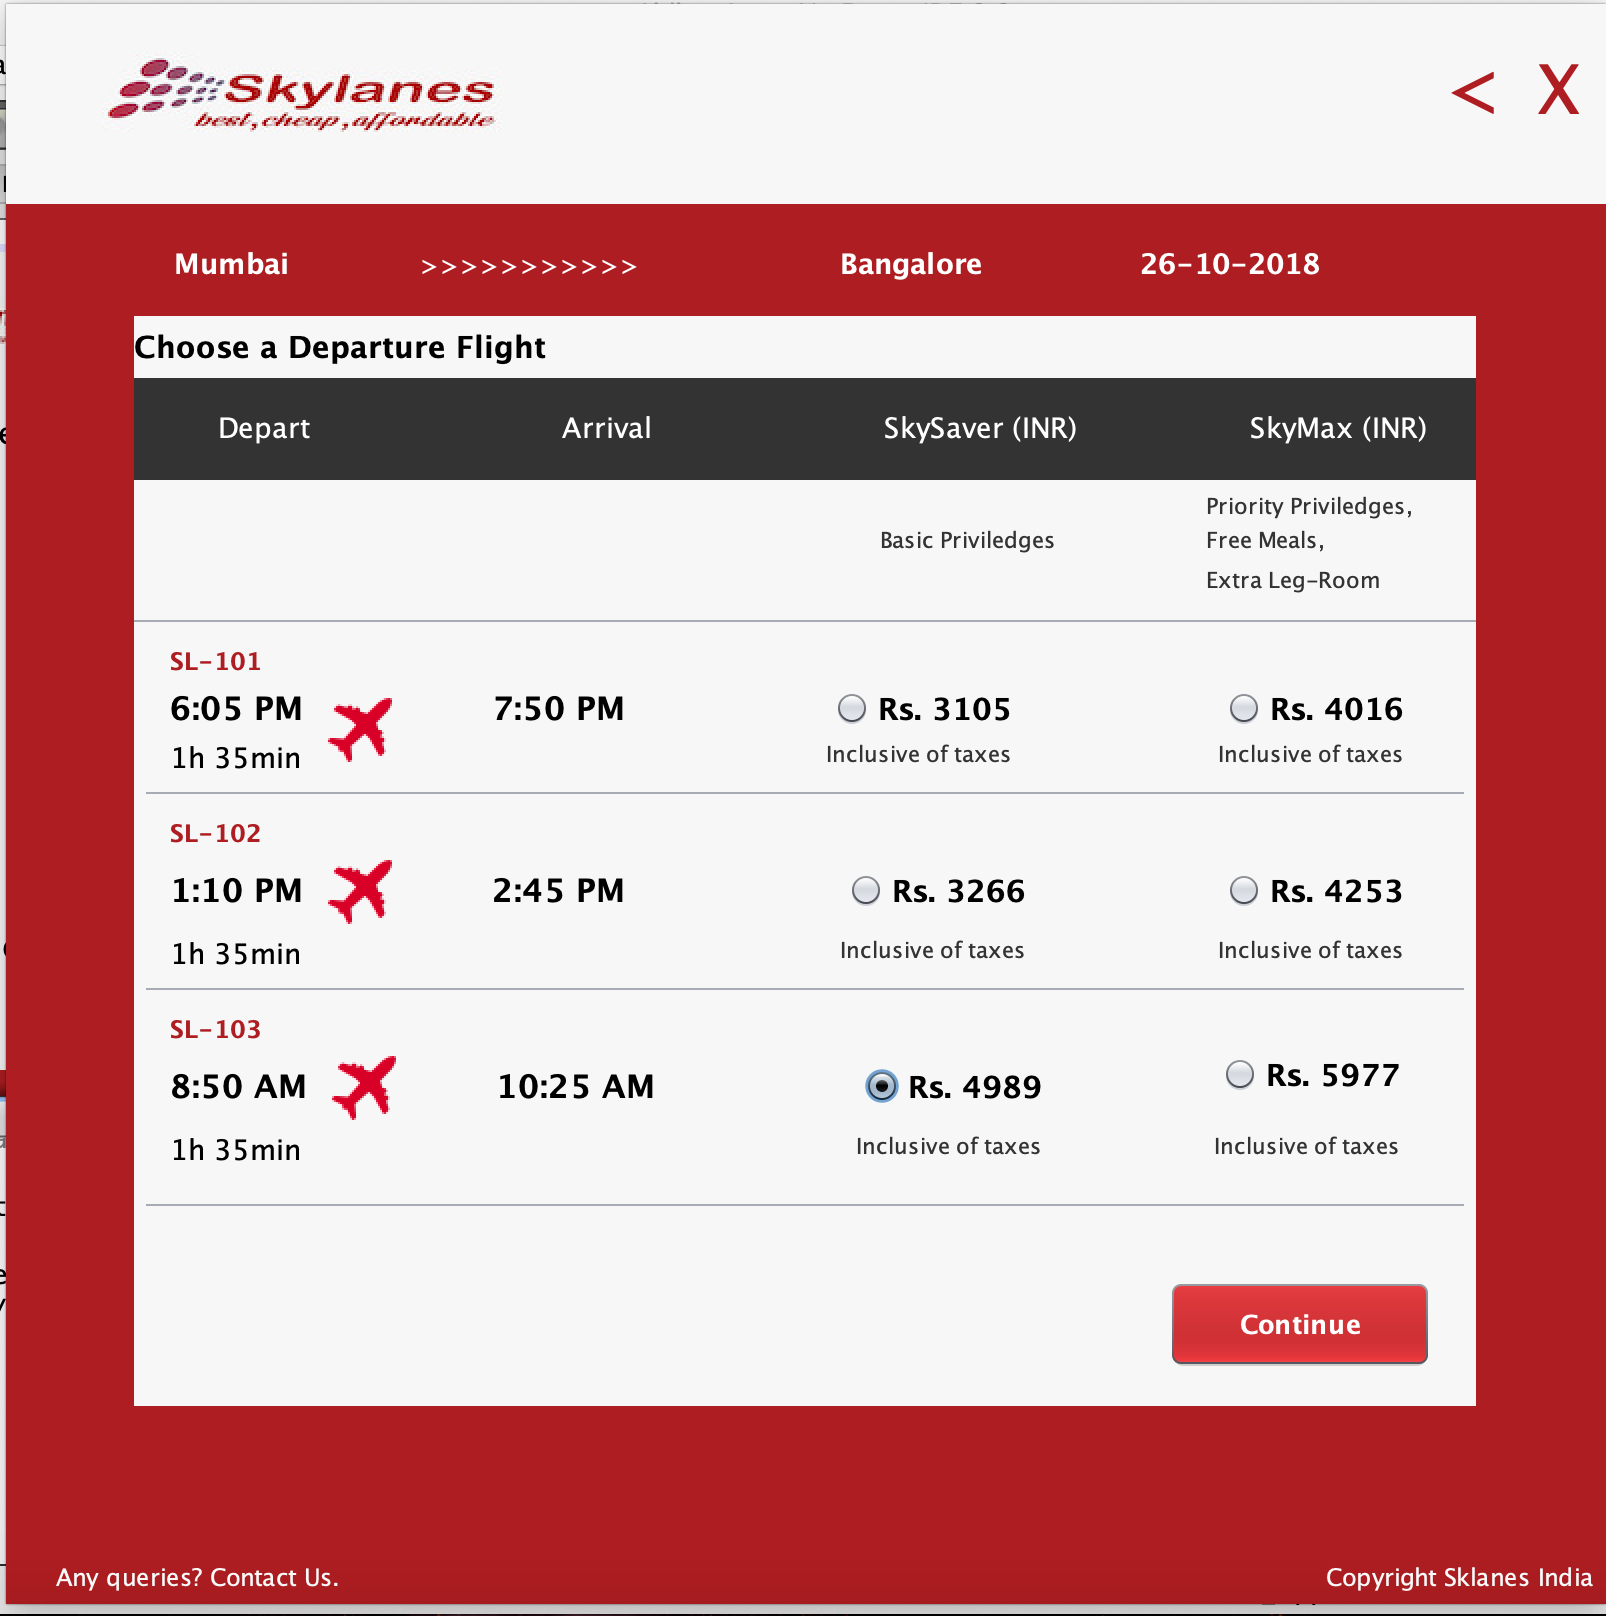 Skylanes
best, cheap, affordable
< X
Mumbai >>>>>>>>>>> Bangalore 26-10-2018
Choose a Departure Flight
Depart Arrival SkySaver (INR) SkyMax (INR)
Basic Priviledges
Priority Priviledges,
Free Meals,
Extra Leg-Room
SL-101
6:05 PM 7:50 PM Rs. 3105 Rs. 4016
1h 35min Inclusive of taxes Inclusive of taxes
SL-102
1:10 PM 2:45 PM Rs. 3266 Rs. 4253
1h 35min Inclusive of taxes Inclusive of taxes
SL-103
8:50 AM 10:25 AM Rs. 4989 Rs. 5977
1h 35min Inclusive of taxes Inclusive of taxes
Continue
Any queries? Contact Us. Copyright Sklanes India